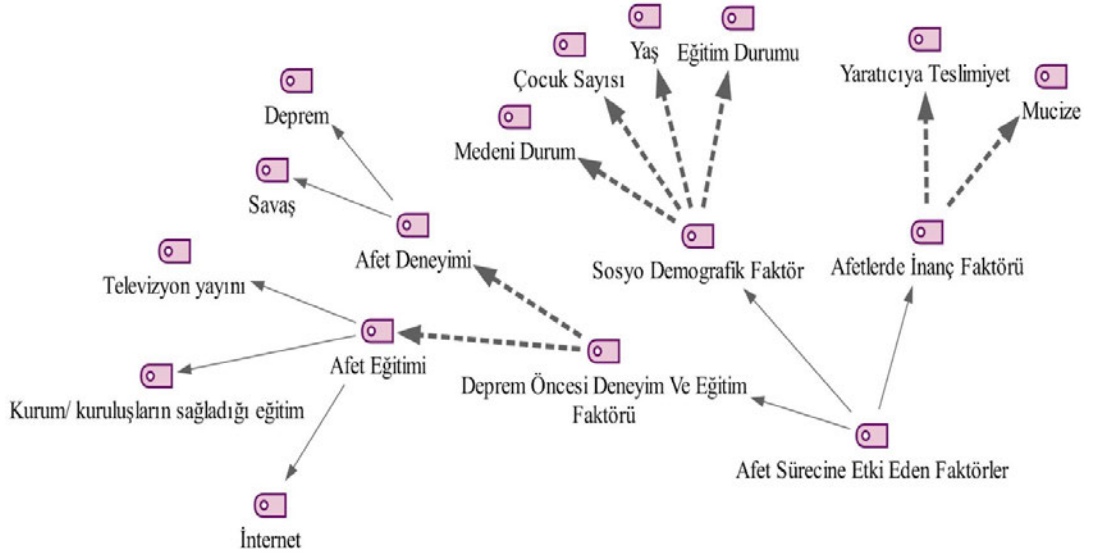 Yaş
Eğitim Durumu
Çocuk Sayısı
Yaratıcıya Teslimiyet
Mucize
Deprem
Medeni Durum
Savaş
Afet Deneyimi
Sosyo Demografik Faktör
Afetlerde İnanç Faktörü
Televizyon yayını
Afet Eğitimi
Deprem Öncesi Deneyim Ve Eğitim
Faktörü
Kurum/ kuruluşların sağladığı eğitim
Afet Sürecine Etki Eden Faktörler
İnternet